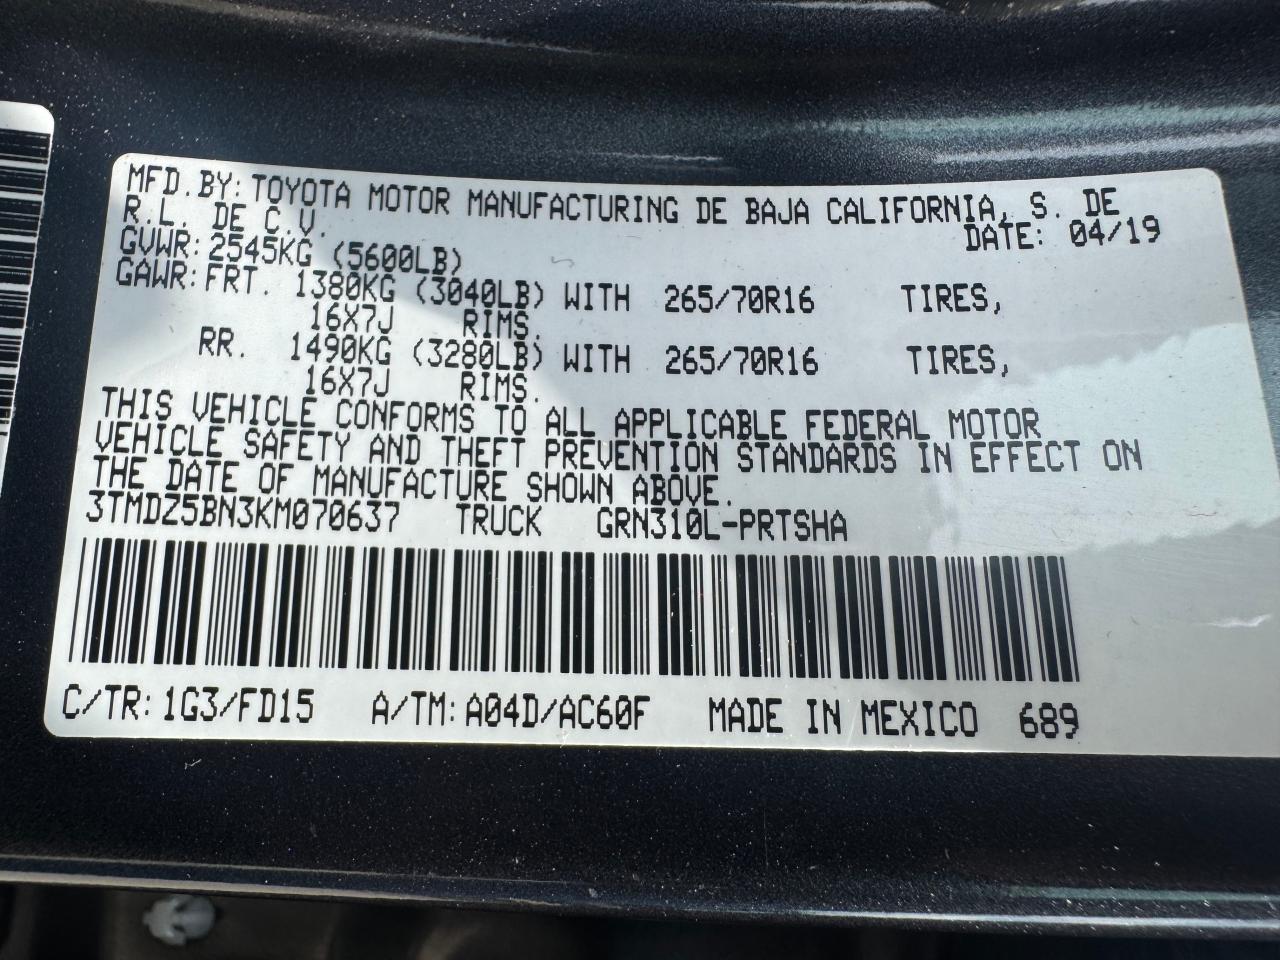 MFD.BY: TOYOTA MOTOR MANUFACTURING DE BAJA CALIFORNIA, S. DE
R.L. DE C.V. DATE: 04/19
GVWR: 2545KG (5600LB)
GAWR: FRT. 1380KG (3040LB) WITH 265/70R16 TIRES,
16X7J RIMS.
RR. 1490KG (3280LB) WITH 265/70R16 TIRES,
16X7J RIMS.
THIS VEHICLE CONFORMS TO ALL APPLICABLE FEDERAL MOTOR
VEHICLE SAFETY AND THEFT PREVENTION STANDARDS IN EFFECT ON
THE DATE OF MANUFACTURE SHOWN ABOVE.
3TMDZ5BN3KM070637 TRUCK GRN310L-PRTSHA
C/TR: 1G3/FD15 A/TM: A04D/AC60F MADE IN MEXICO 689